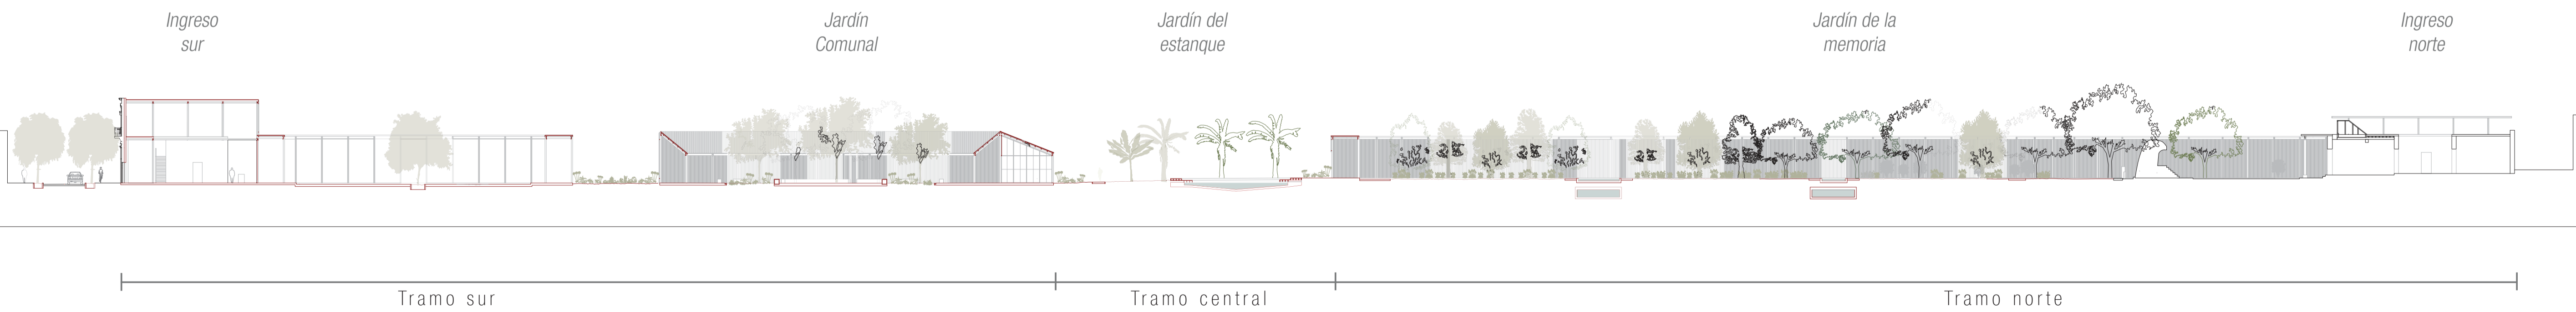 Ingreso
sur
Jardín
Comunal
Jardín del
estanque
Jardín de la
memoria
Ingreso
norte
Tramo sur
Tramo central
Tramo norte